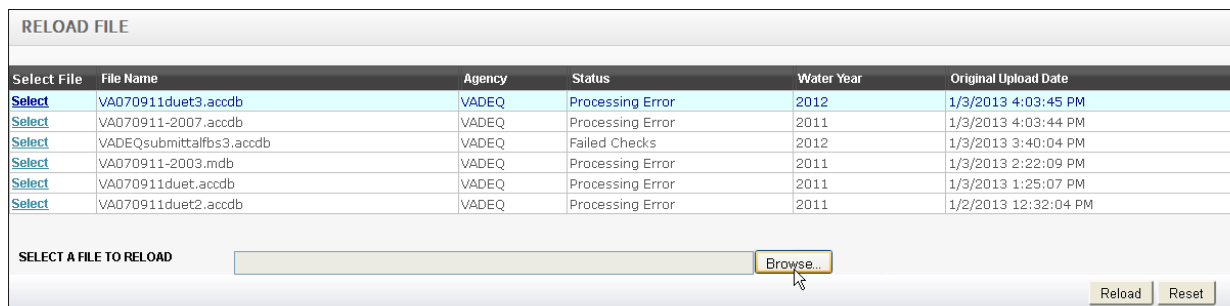 RELOAD FILE
Select File File Name Agency Status Water Year Original Upload Date
Select VA070911duet3.accdb VADEQ Processing Error 2012 1/3/2013 4:03:45 PM
Select VA070911-2007.accdb VADEQ Processing Error 2011 1/3/2013 4:03:44 PM
Select VADEQsubmittalfbs3.accdb VADEQ Failed Checks 2012 1/3/2013 3:40:04 PM
Select VA070911-2003.mdb VADEQ Processing Error 2011 1/3/2013 2:22:09 PM
Select VA070911duet.accdb VADEQ Processing Error 2011 1/3/2013 1:25:07 PM
Select VA070911duet2.accdb VADEQ Processing Error 2011 1/2/2013 12:32:04 PM
SELECT A FILE TO RELOAD Browse...
Reload Reset